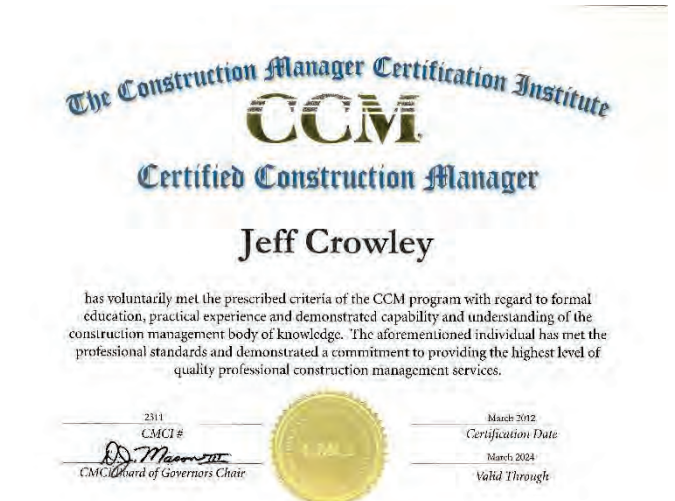 The Construction Manager Certification Institute
CCM
Certified Construction Manager
Jeff Crowley
has voluntarily met the prescribed criteria of the CCM program with regard to formal
education, practical experience and demonstrated capability and understanding of the
construction management body of knowledge. The aforementioned individual has met the
professional standards and demonstrated a commitment to providing the highest level of
quality professional construction management services.
2311
CMCI #
CMCI Board of Governors Chair
CMCI
March 2012
Certification Date
March 2024
Valid Through